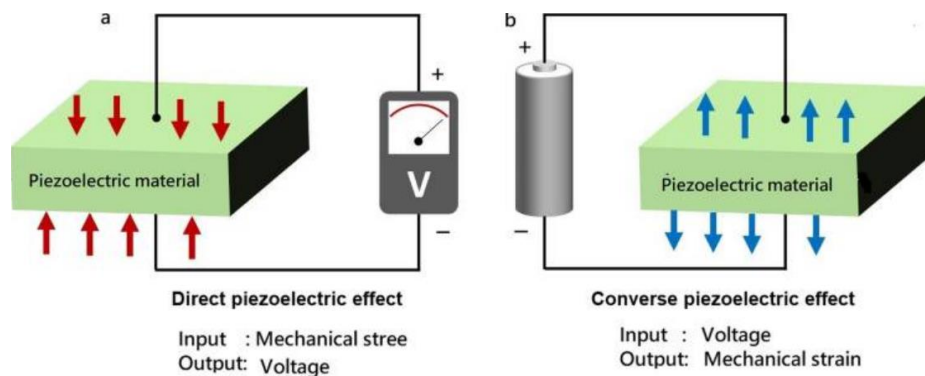 a
+
V
−
Piezoelectric material
Direct piezoelectric effect
Input : Mechanical stree
Output: Voltage
b
+
−
Piezoelectric material
Converse piezoelectric effect
Input : Voltage
Output: Mechanical strain